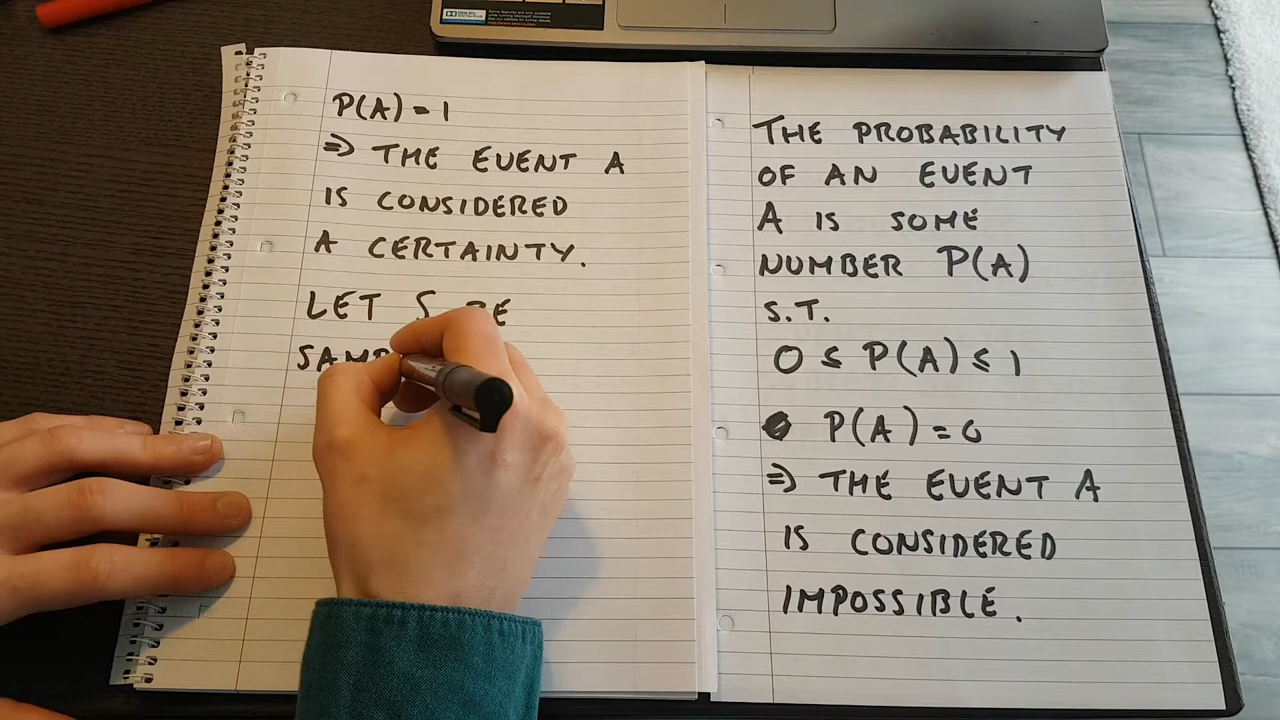 P(A) = 1
⇒ THE EVENT A
IS CONSIDERED
A CERTAINTY.
LET S BE
THE PROBABILITY
OF AN EVENT
A IS SOME
NUMBER P(A)
S.T.
0 ≤ P(A) ≤ 1
P(A) = 0
⇒ THE EVENT A
IS CONSIDERED
IMPOSSIBLE.